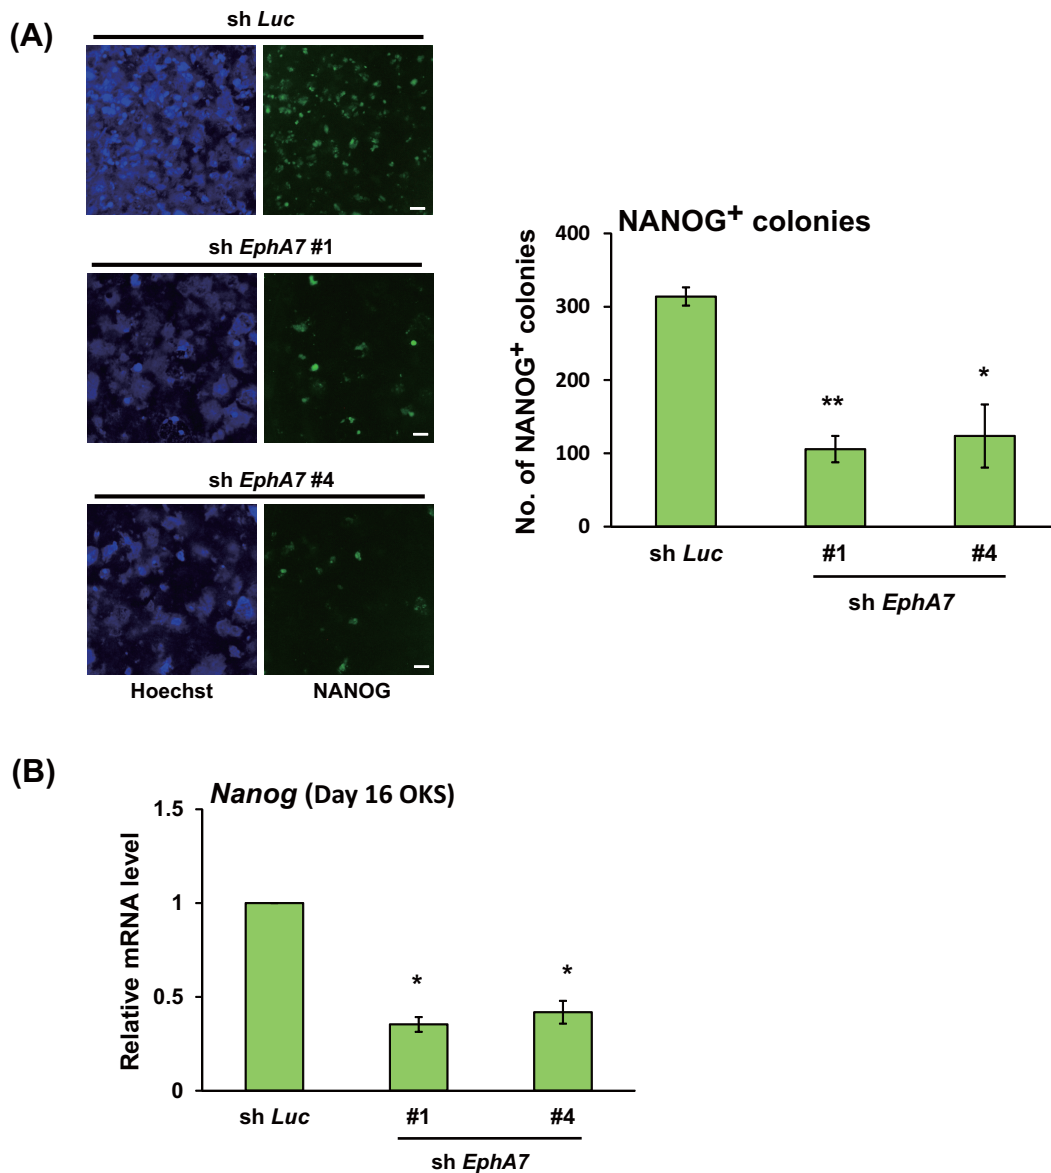 (A)
sh Luc
sh EphA7 #1
sh EphA7 #4
Hoechst NANOG
NANOG⁺ colonies
No. of NANOG⁺ colonies
400
300
200
100
0
sh Luc #1 #4
sh EphA7
(B)
Nanog (Day 16 OKS)
Relative mRNA level
1.5
1
0.5
0
**
*
*
*
sh Luc #1 #4
sh EphA7